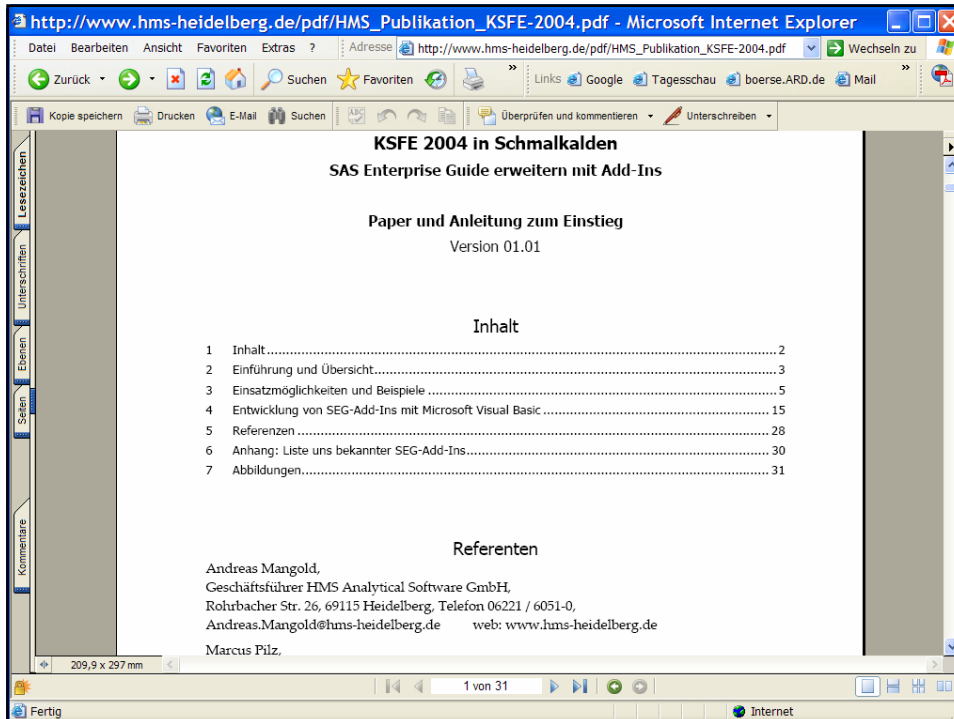 http://www.hms-heidelberg.de/pdf/HMS_Publikation_KSFE-2004.pdf - Microsoft Internet Explorer
Datei Bearbeiten Ansicht Favoriten Extras ? Adresse http://www.hms-heidelberg.de/pdf/HMS_Publikation_KSFE-2004.pdf Wechseln zu
Zurück Suchen Favoriten » Links Google Tagesschau boerse.ARD.de Mail »
Kopie speichern Drucken E-Mail Suchen Überprüfen und kommentieren Unterschreiben
Lesezeichen
Unterschriften
Ebenen
Seiten
Kommentare
KSFE 2004 in Schmalkalden
SAS Enterprise Guide erweitern mit Add-Ins
Paper und Anleitung zum Einstieg
Version 01.01
Inhalt
1 Inhalt 2
2 Einführung und Übersicht 3
3 Einsatzmöglichkeiten und Beispiele 5
4 Entwicklung von SEG-Add-Ins mit Microsoft Visual Basic 15
5 Referenzen 28
6 Anhang: Liste uns bekannter SEG-Add-Ins 30
7 Abbildungen 31
Referenten
Andreas Mangold,
Geschäftsführer HMS Analytical Software GmbH,
Rohrbacher Str. 26, 69115 Heidelberg, Telefon 06221 / 6051-0,
Andreas.Mangold@hms-heidelberg.de web: www.hms-heidelberg.de
Marcus Pilz,
209,9 x 297 mm
1 von 31
Fertig Internet